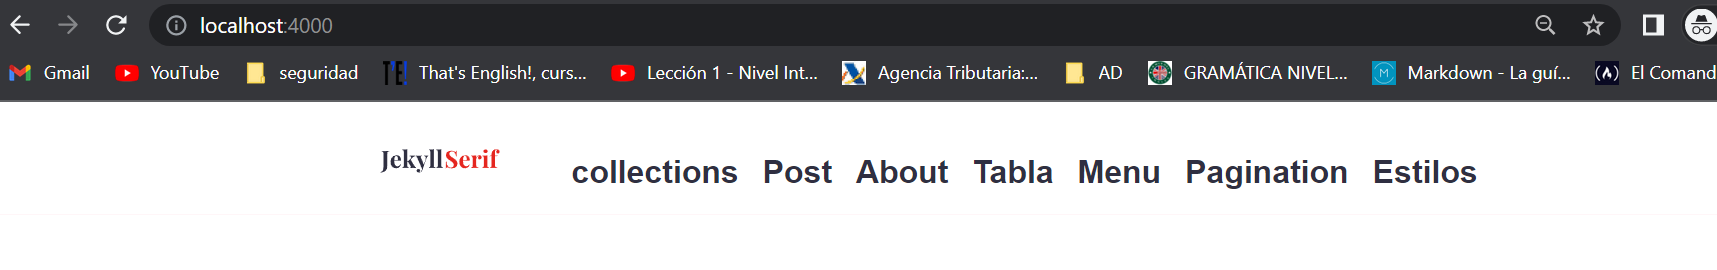 localhost:4000
Gmail YouTube seguridad That's English!, curs... Lección 1 - Nivel Int... Agencia Tributaria:... AD GRAMÁTICA NIVEL... Markdown - La guí... El Comand
JekyllSerif collections Post About Tabla Menu Pagination Estilos